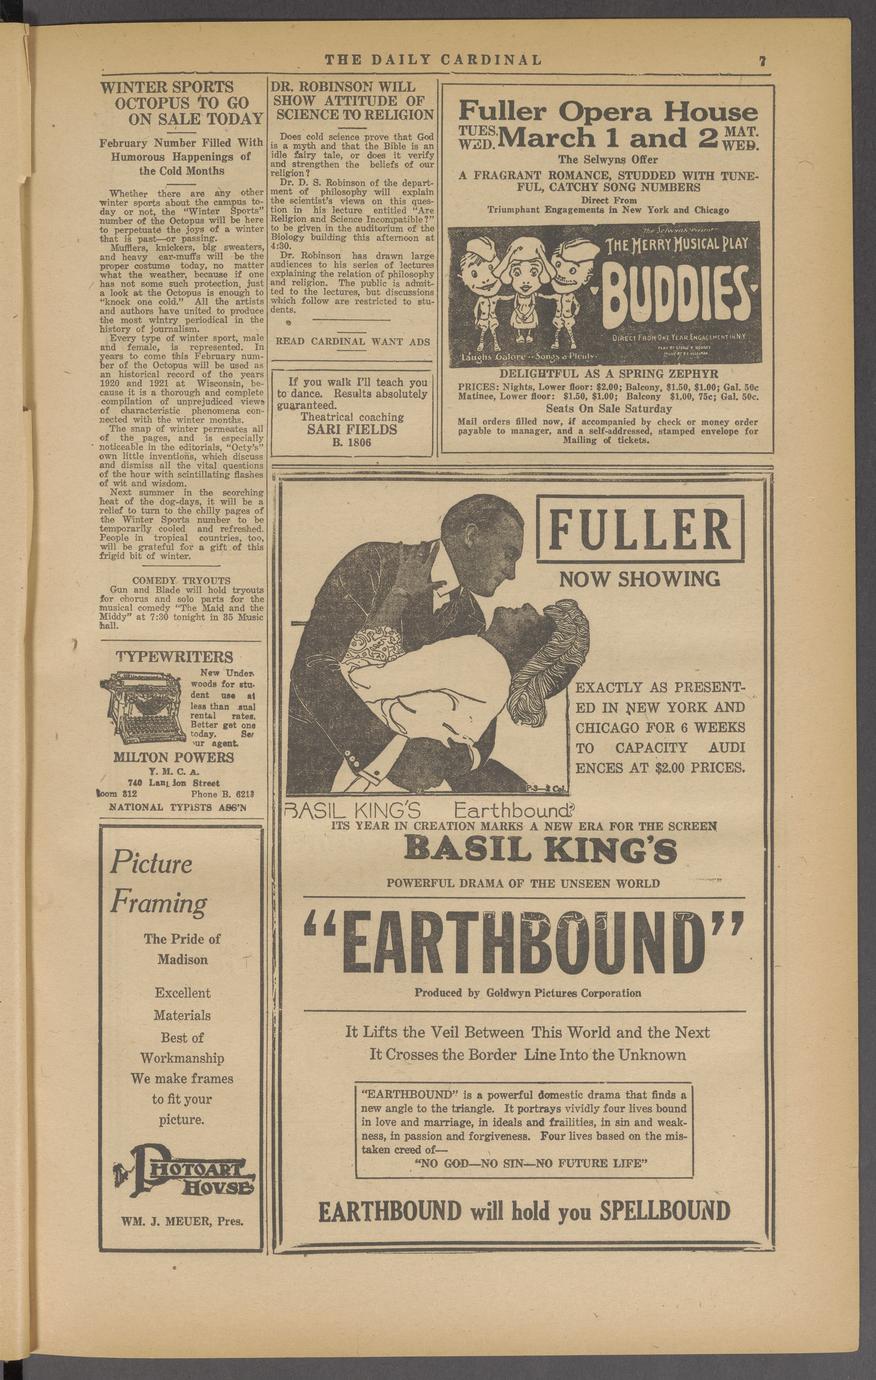 THE DAILY CARDINAL 7
WINTER SPORTS
OCTOPUS TO GO
ON SALE TODAY
February Number Filled With
Humorous Happenings of
the Cold Months
Whether there are any other
winter sports about the campus to-
day or not, the "Winter Sports"
number of the Octopus will be here
to perpetuate the joys of a winter
that is past—or passing.
Mufflers, knickers, big sweaters,
and heavy ear-muffs will be the
proper costume today, no matter
what the weather, because if one
has not some such protection, just
a look at the Octopus is enough to
"knock one cold." All the artists
and authors have united to produce
the most wintry periodical in the
history of journalism.
Every type of winter sport, male
and female, is represented. In
years to come this February num-
ber of the Octopus will be used as
an historical record of the years
1920 and 1921 at Wisconsin, be-
cause it is a thorough and complete
compilation of unprejudiced views
of characteristic phenomena con-
nected with the winter months.
The snap of winter permeates all
of the pages, and is especially
noticeable in the editorials, "Octy's"
own little inventions, which discuss
and dismiss all the vital questions
of the hour with scintillating flashes
of wit and wisdom.
Next summer in the scorching
heat of the dog-days, it will be a
relief to turn to the chilly pages of
the Winter Sports number to be
temporarily cooled and refreshed.
People in tropical countries, too,
will be grateful for a gift of this
frigid bit of winter.
COMEDY TRYOUTS
Gun and Blade will hold tryouts
for chorus and solo parts for the
musical comedy "The Maid and the
Middy" at 7:30 tonight in 35 Music
hall.
TYPEWRITERS
New Under
woods for stu-
dent use at
less than sual
rental rates.
Better get one
today. See
ur agent.
MILTON POWERS
Y. M. C. A.
740 Lang on Street
oom 312 Phone B. 6213
NATIONAL TYPISTS ASS'N
Picture
Framing
The Pride of
Madison
Excellent
Materials
Best of
Workmanship
We make frames
to fit your
picture.
The PHOTOART
HOUSE
WM. J. MEUER, Pres.
DR. ROBINSON WILL
SHOW ATTITUDE OF
SCIENCE TO RELIGION
Does cold science prove that God
is a myth and that the Bible is an
idle fairy tale, or does it verify
and strengthen the beliefs of our
religion?
Dr. D. S. Robinson of the depart-
ment of philosophy will explain
the scientist's views on this ques-
tion in his lecture entitled "Are
Religion and Science Incompatible?"
to be given in the auditorium of the
Biology building this afternoon at
4:30.
Dr. Robinson has drawn large
audiences to his series of lectures
explaining the relation of philosophy
and religion. The public is admit-
ted to the lectures, but discussions
which follow are restricted to stu-
dents.
READ CARDINAL WANT ADS
If you walk I'll teach you
to dance. Results absolutely
guaranteed.
Theatrical coaching
SARI FIELDS
B. 1806
Fuller Opera House
TUES. WED. March 1 and 2 MAT. WED.
The Selwyns Offer
A FRAGRANT ROMANCE, STUDDED WITH TUNE-
FUL, CATCHY SONG NUMBERS
Direct From
Triumphant Engagements in New York and Chicago
The Selwyns Present
THE MERRY MUSICAL PLAY
BUDDIES
DIRECT FROM ONE YEAR ENGAGEMENT IN N.Y.
Laughs Galore--Songs a Plenty
DELIGHTFUL AS A SPRING ZEPHYR
PRICES: Nights, Lower floor: $2.00; Balcony, $1.50, $1.00; Gal. 50c
Matinee, Lower floor: $1.50, $1.00; Balcony $1.00, 75c; Gal. 50c.
Seats On Sale Saturday
Mail orders filled now, if accompanied by check or money order
payable to manager, and a self-addressed, stamped envelope for
Mailing of tickets.
FULLER
NOW SHOWING
EXACTLY AS PRESENT-
ED IN NEW YORK AND
CHICAGO FOR 6 WEEKS
TO CAPACITY AUDI
ENCES AT $2.00 PRICES.
P-3—2 Col.
BASIL KING'S Earthbound
ITS YEAR IN CREATION MARKS A NEW ERA FOR THE SCREEN
BASIL KING'S
POWERFUL DRAMA OF THE UNSEEN WORLD
"EARTHBOUND"
Produced by Goldwyn Pictures Corporation
It Lifts the Veil Between This World and the Next
It Crosses the Border Line Into the Unknown
"EARTHBOUND" is a powerful domestic drama that finds a
new angle to the triangle. It portrays vividly four lives bound
in love and marriage, in ideals and frailities, in sin and weak-
ness, in passion and forgiveness. Four lives based on the mis-
taken creed of—
"NO GOD—NO SIN—NO FUTURE LIFE"
EARTHBOUND will hold you SPELLBOUND